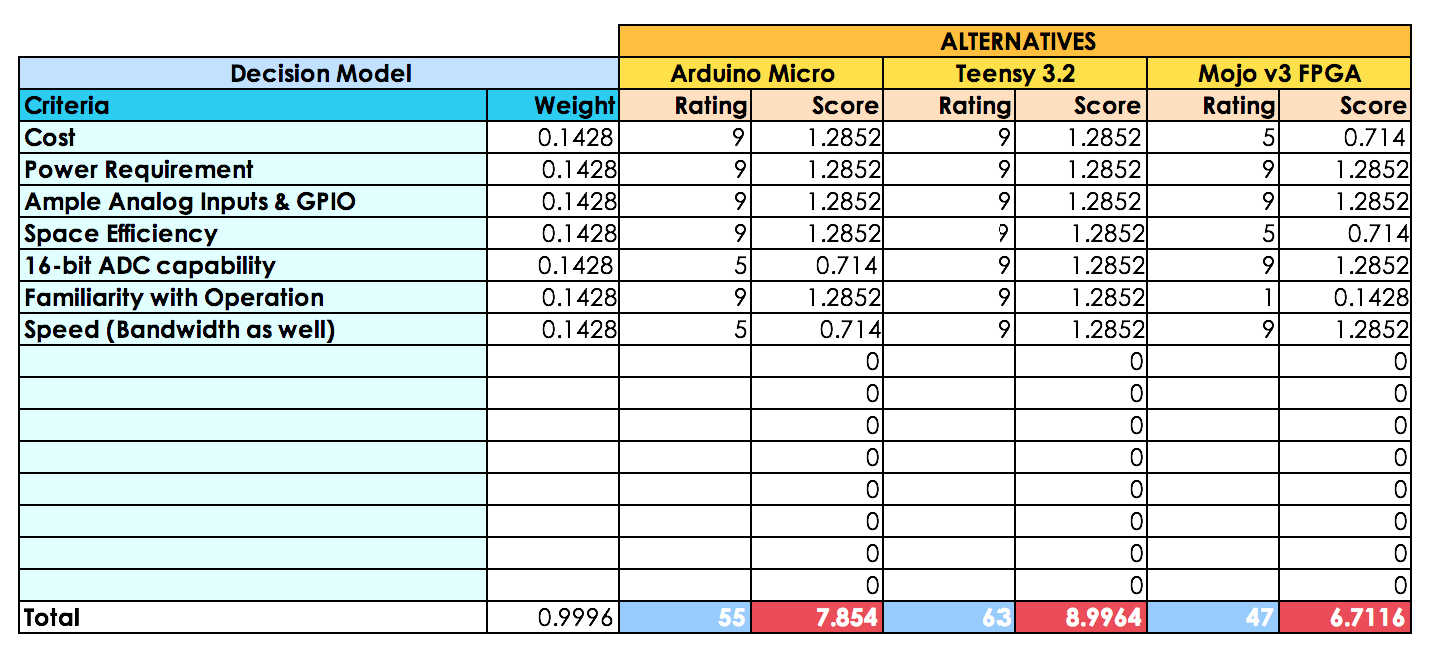 ALTERNATIVES
Decision Model Arduino Micro Teensy 3.2 Mojo v3 FPGA
Criteria Weight Rating Score Rating Score Rating Score
Cost 0.1428 9 1.2852 9 1.2852 5 0.714
Power Requirement 0.1428 9 1.2852 9 1.2852 9 1.2852
Ample Analog Inputs & GPIO 0.1428 9 1.2852 9 1.2852 9 1.2852
Space Efficiency 0.1428 9 1.2852 9 1.2852 5 0.714
16-bit ADC capability 0.1428 5 0.714 9 1.2852 9 1.2852
Familiarity with Operation 0.1428 9 1.2852 9 1.2852 1 0.1428
Speed (Bandwidth as well) 0.1428 5 0.714 9 1.2852 9 1.2852
0 0 0
0 0 0
0 0 0
0 0 0
0 0 0
0 0 0
0 0 0
0 0 0
Total 0.9996 55 7.854 63 8.9964 47 6.7116